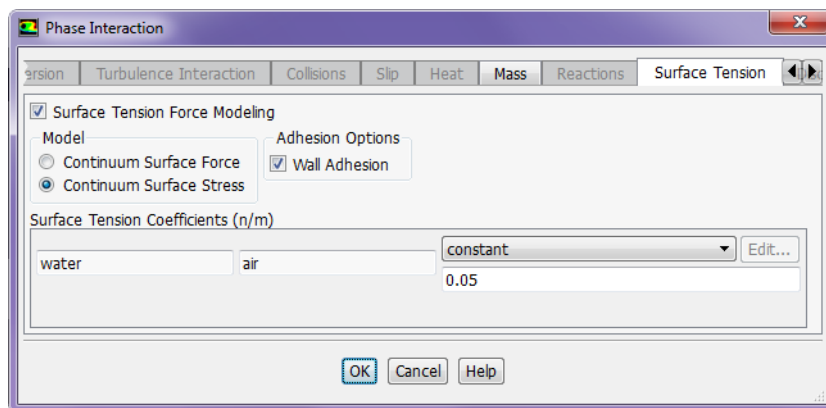 Phase Interaction
ersion Turbulence Interaction Collisions Slip Heat Mass Reactions Surface Tension
Surface Tension Force Modeling
Model Adhesion Options
Continuum Surface Force Wall Adhesion
Continuum Surface Stress
Surface Tension Coefficients (n/m)
water air constant Edit...
0.05
OK Cancel Help